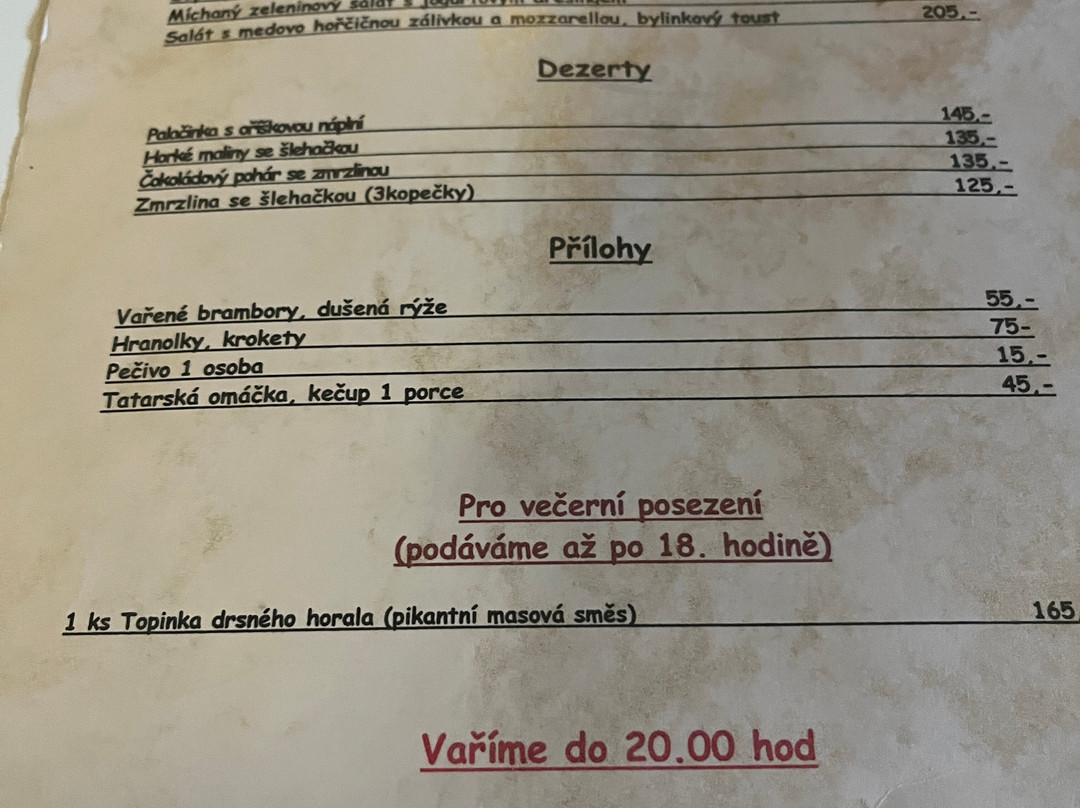 Míchaný zeleninový salát s jogurtovým dresingem
Salát s medovo hořčičnou zálivkou a mozzarellou, bylinkový toust 205,-
Dezerty
Palačinka s oříškovou náplní 145,-
Horké maliny se šlehačkou 135,-
Čokoládový pohár se zmrzlinou 135,-
Zmrzlina se šlehačkou (3kopečky) 125,-
Přílohy
Vařené brambory, dušená rýže 55,-
Hranolky, krokety 75-
Pečivo 1 osoba 15,-
Tatarská omáčka, kečup 1 porce 45,-
Pro večerní posezení
(podáváme až po 18. hodině)
1 ks Topinka drsného horala (pikantní masová směs) 165
Vaříme do 20.00 hod